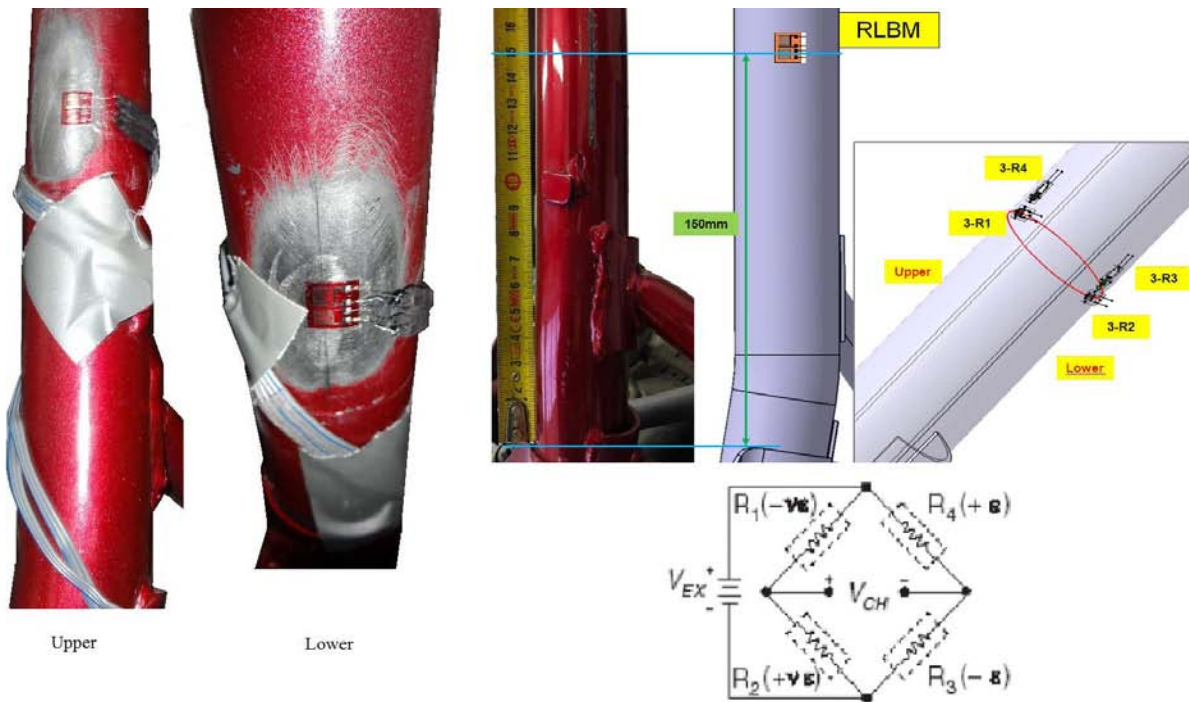 RLBM
150mm
3-R4
3-R1
Upper
3-R3
3-R2
Lower
R1(-νε)
R4(+ε)
VEX
+
-
+
-
VCH
R2(+νε)
R3(-ε)
Upper
Lower